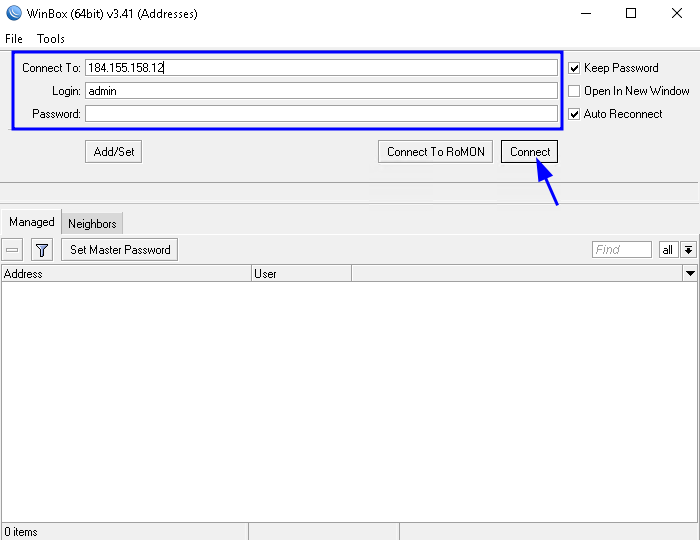 WinBox (64bit) v3.41 (Addresses)
File Tools
Connect To: 184.155.158.12
Keep Password
Login: admin
Open In New Window
Password:
Auto Reconnect
Add/Set Connect To RoMON Connect
Managed Neighbors
Set Master Password Find all
Address User
0 items